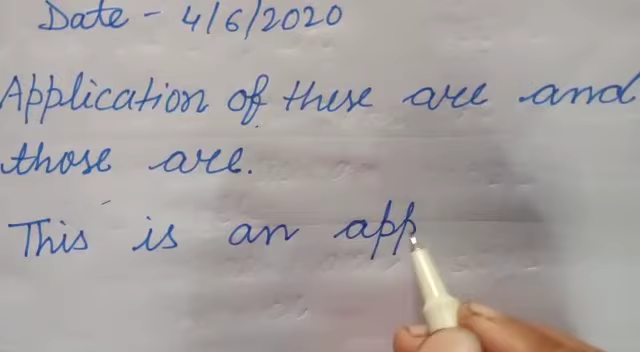 Date - 4/6/2020
Application of these are and
those are.
This is an app